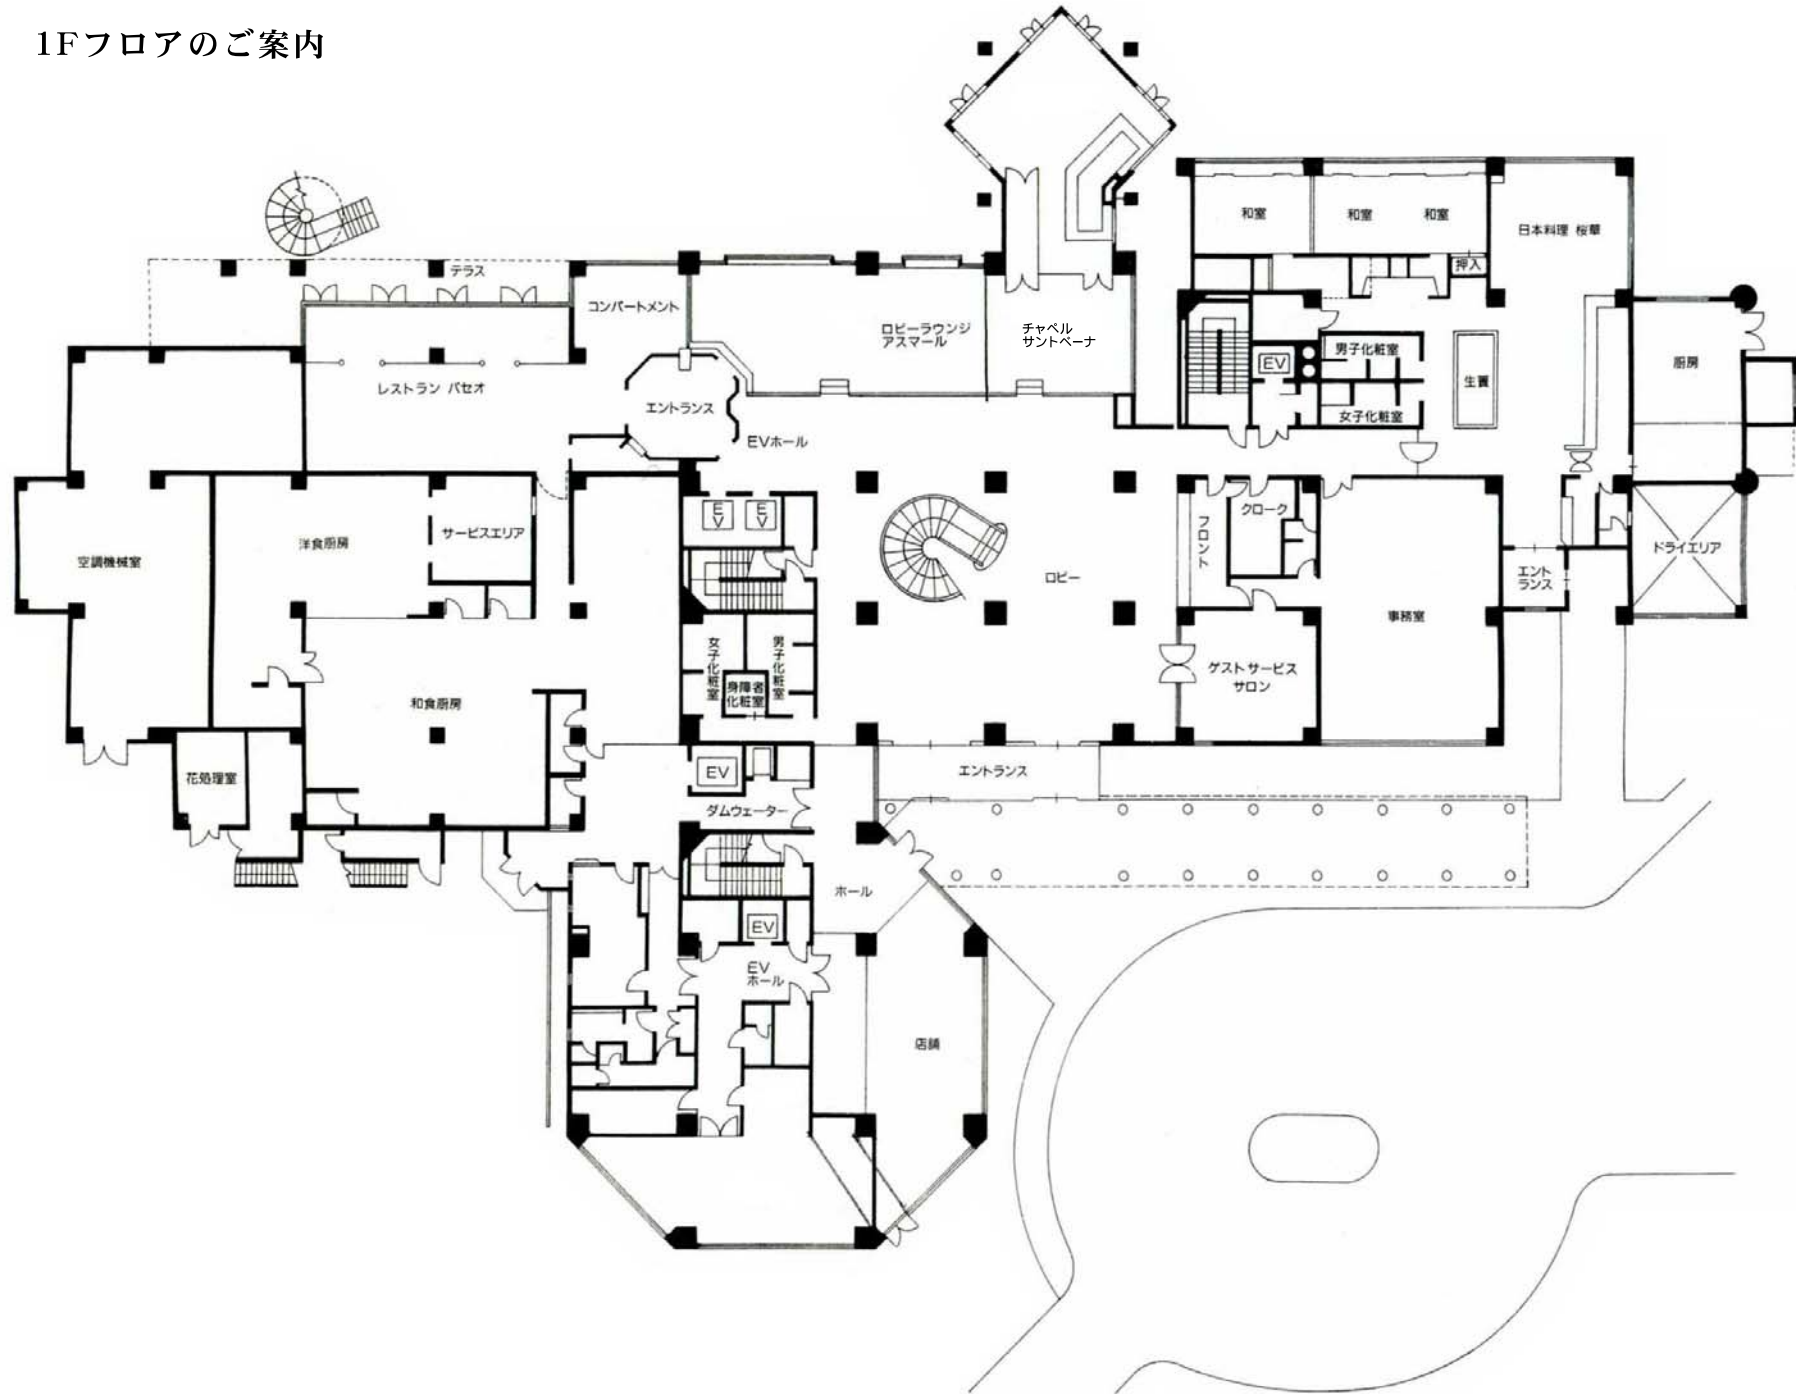 1Fフロアのご案内
テラス
コンパートメント
ロビーラウンジ
アスマール
チャペル
サントベーナ
和室
和室
和室
日本料理 桜華
押入
レストラン パセオ
エントランス
EVホール
EV
男子化粧室
女子化粧室
生簀
厨房
空調機械室
洋食厨房
サービスエリア
EV
EV
ロビー
フロント
クローク
エント
ランス
ドライエリア
事務室
ゲストサービス
サロン
女子化粧室
男子化粧室
身障者
化粧室
和食厨房
花処理室
EV
ダムウェーター
エントランス
ホール
EV
EV
ホール
店舗